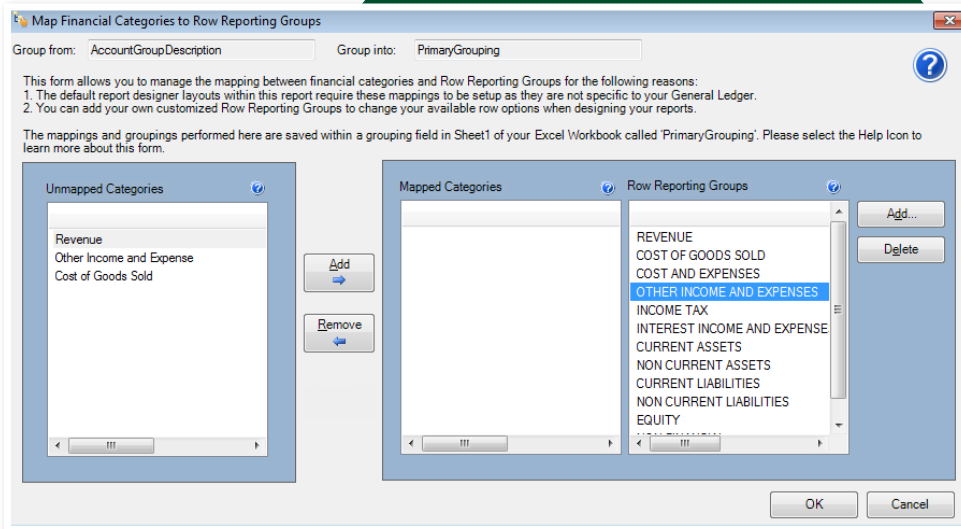 Map Financial Categories to Row Reporting Groups
Group from: AccountGroupDescription Group into: PrimaryGrouping
This form allows you to manage the mapping between financial categories and Row Reporting Groups for the following reasons:
1. The default report designer layouts within this report require these mappings to be setup as they are not specific to your General Ledger.
2. You can add your own customized Row Reporting Groups to change your available row options when designing your reports.
The mappings and groupings performed here are saved within a grouping field in Sheet1 of your Excel Workbook called 'PrimaryGrouping'. Please select the Help Icon to
learn more about this form.
Unmapped Categories
Revenue
Other Income and Expense
Cost of Goods Sold
Add
Remove
Mapped Categories
Row Reporting Groups
REVENUE
COST OF GOODS SOLD
COST AND EXPENSES
OTHER INCOME AND EXPENSES
INCOME TAX
INTEREST INCOME AND EXPENSE
CURRENT ASSETS
NON CURRENT ASSETS
CURRENT LIABILITIES
NON CURRENT LIABILITIES
EQUITY
Add...
Delete
OK
Cancel